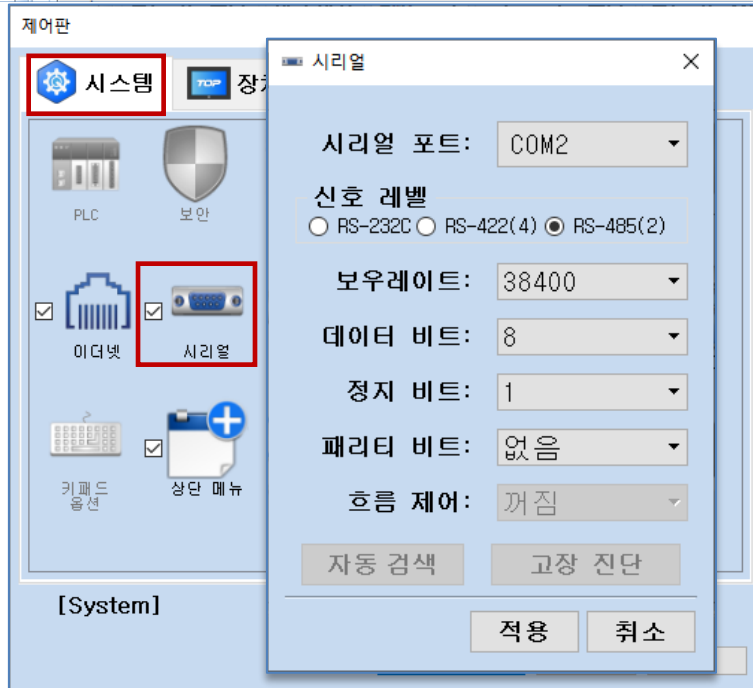 제어판
시스템
TOP 장치
PLC
보안
이더넷
시리얼
키패드
옵션
상단 메뉴
[System]
시리얼
시리얼 포트: COM2
신호 레벨
RS-232C RS-422(4) RS-485(2)
보우레이트: 38400
데이터 비트: 8
정지 비트: 1
패리티 비트: 없음
흐름 제어: 꺼짐
자동 검색 고장 진단
적용 취소